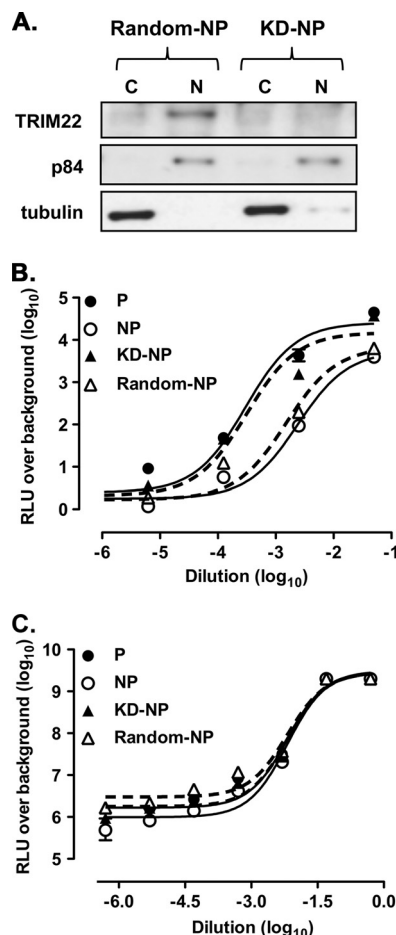 A.
Random-NP KD-NP
C N C N
TRIM22
p84
tubulin
B.
P
NP
KD-NP
Random-NP
RLU over background (log10)
5
4
3
2
1
0
-6 -5 -4 -3 -2 -1
Dilution (log10)
C.
P
NP
KD-NP
Random-NP
RLU over background (log10)
10
9
8
7
6
5
-6.0 -4.5 -3.0 -1.5 0.0
Dilution (log10)